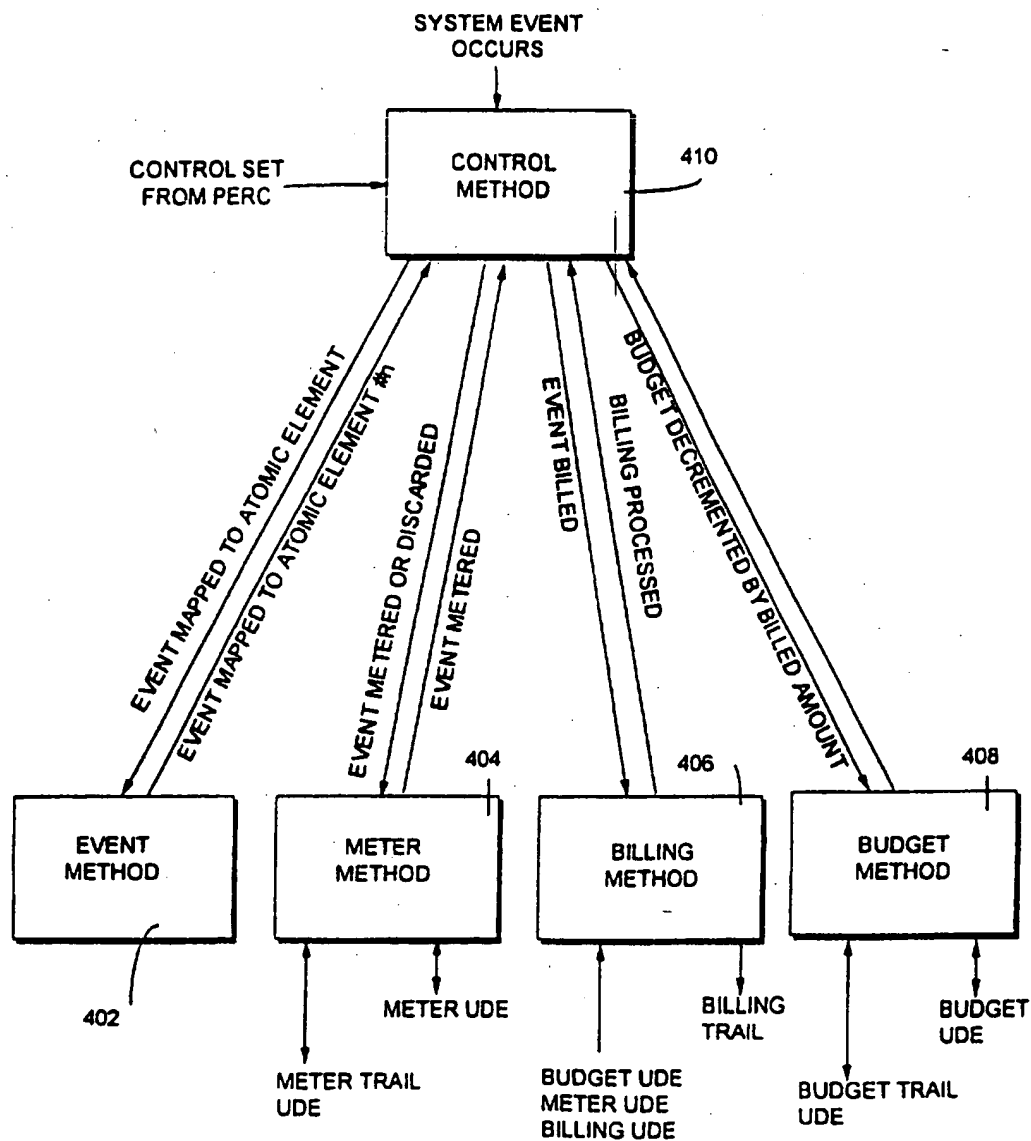 SYSTEM EVENT
OCCURS
CONTROL SET
FROM PERC
CONTROL
METHOD
410
EVENT MAPPED TO ATOMIC ELEMENT
EVENT MAPPED TO ATOMIC ELEMENT #n
EVENT METERED OR DISCARDED
EVENT METERED
EVENT BILLED
BILLING PROCESSED
BUDGET DECREMENTED BY BILLED AMOUNT
EVENT
METHOD
402
METER
METHOD
404
BILLING
METHOD
406
BUDGET
METHOD
408
METER UDE
METER TRAIL
UDE
BILLING
TRAIL
BUDGET UDE
METER UDE
BILLING UDE
BUDGET
UDE
BUDGET TRAIL
UDE